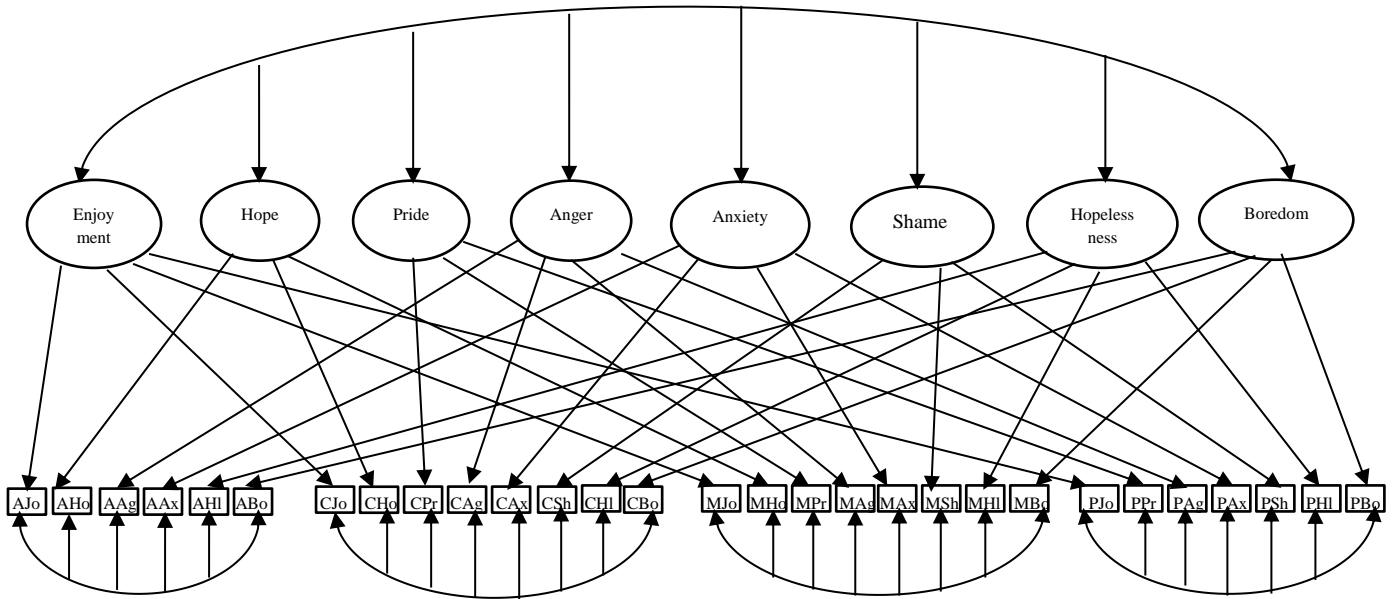 Enjoy
ment
Hope
Pride
Anger
Anxiety
Shame
Hopeless
ness
Boredom
AJo AHo AAg AAx AHl ABo CJo CHo CPr CAg CAx CSh CHl CBo MJo MHo MPr MAg MAx MSh MHl MBo PJo PPr PAg PAx PSh PHl PBo